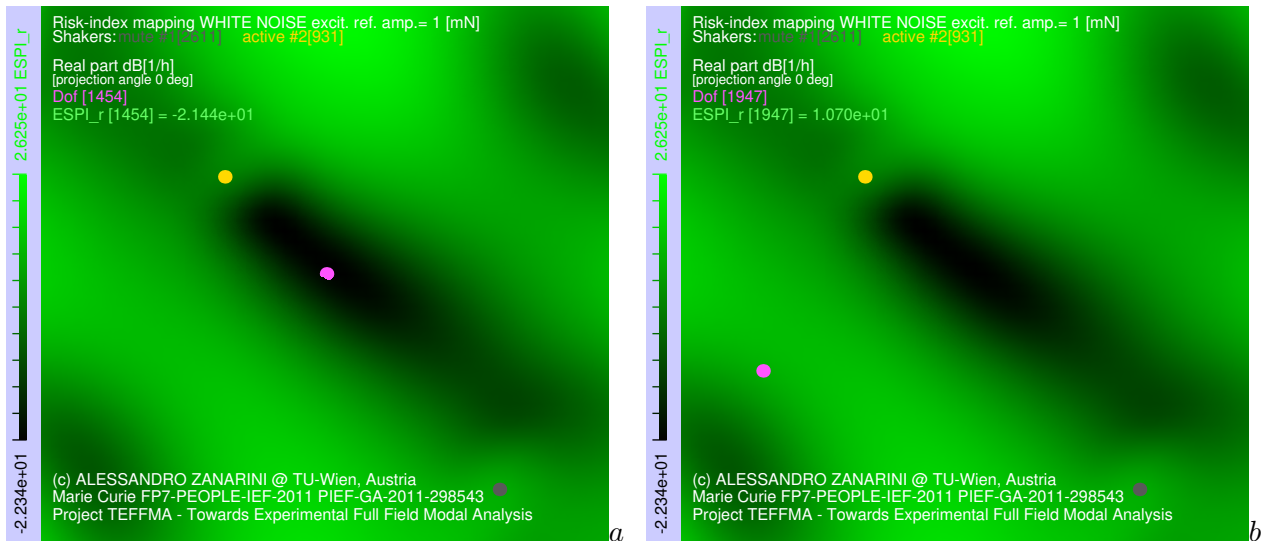 Risk-index mapping WHITE NOISE excit. ref. amp.= 1 [mN]
Shakers: mute #1[2611] active #2[931]
Real part dB[1/h]
[projection angle 0 deg]
Dof [1454]
ESPI_r [1454] = -2.144e+01
2.625e+01 ESPI_r
-2.234e+01
(c) ALESSANDRO ZANARINI @ TU-Wien, Austria
Marie Curie FP7-PEOPLE-IEF-2011 PIEF-GA-2011-298543
Project TEFFMA - Towards Experimental Full Field Modal Analysis
a
Risk-index mapping WHITE NOISE excit. ref. amp.= 1 [mN]
Shakers: mute #1[2611] active #2[931]
Real part dB[1/h]
[projection angle 0 deg]
Dof [1947]
ESPI_r [1947] = 1.070e+01
2.625e+01 ESPI_r
-2.234e+01
(c) ALESSANDRO ZANARINI @ TU-Wien, Austria
Marie Curie FP7-PEOPLE-IEF-2011 PIEF-GA-2011-298543
Project TEFFMA - Towards Experimental Full Field Modal Analysis
b